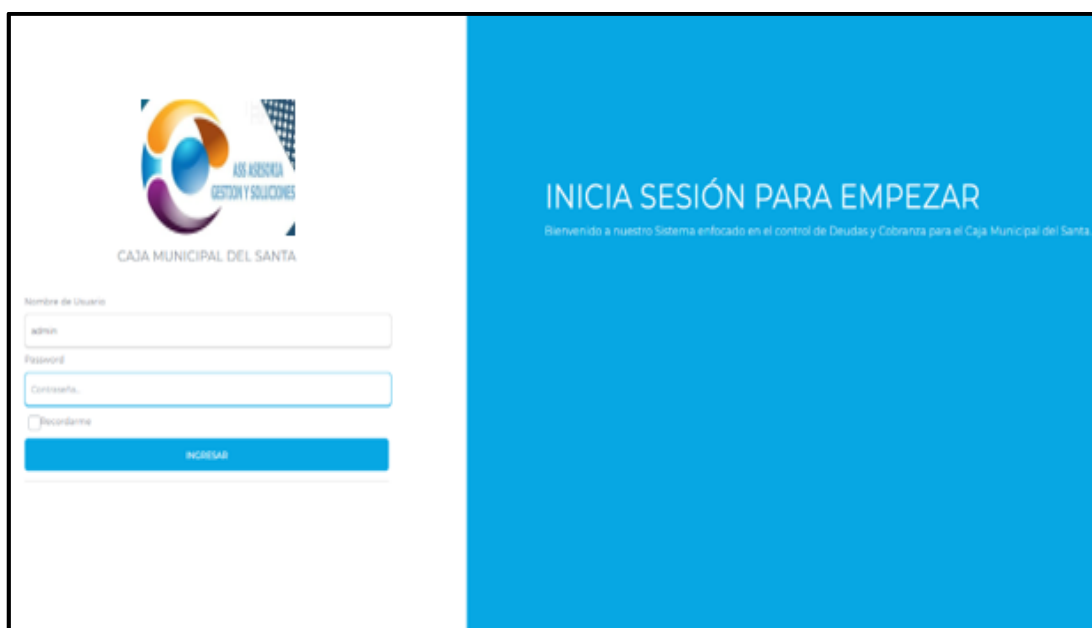 ASS ASESORIA
GESTION Y SOLUCIONES
CAJA MUNICIPAL DEL SANTA
Nombre de Usuario
admin
Password
Contraseña...
Recordarme
INGRESAR
INICIA SESIÓN PARA EMPEZAR
Bienvenido a nuestro Sistema enfocado en el control de Deudas y Cobranza para el Caja Municipal del Santa.